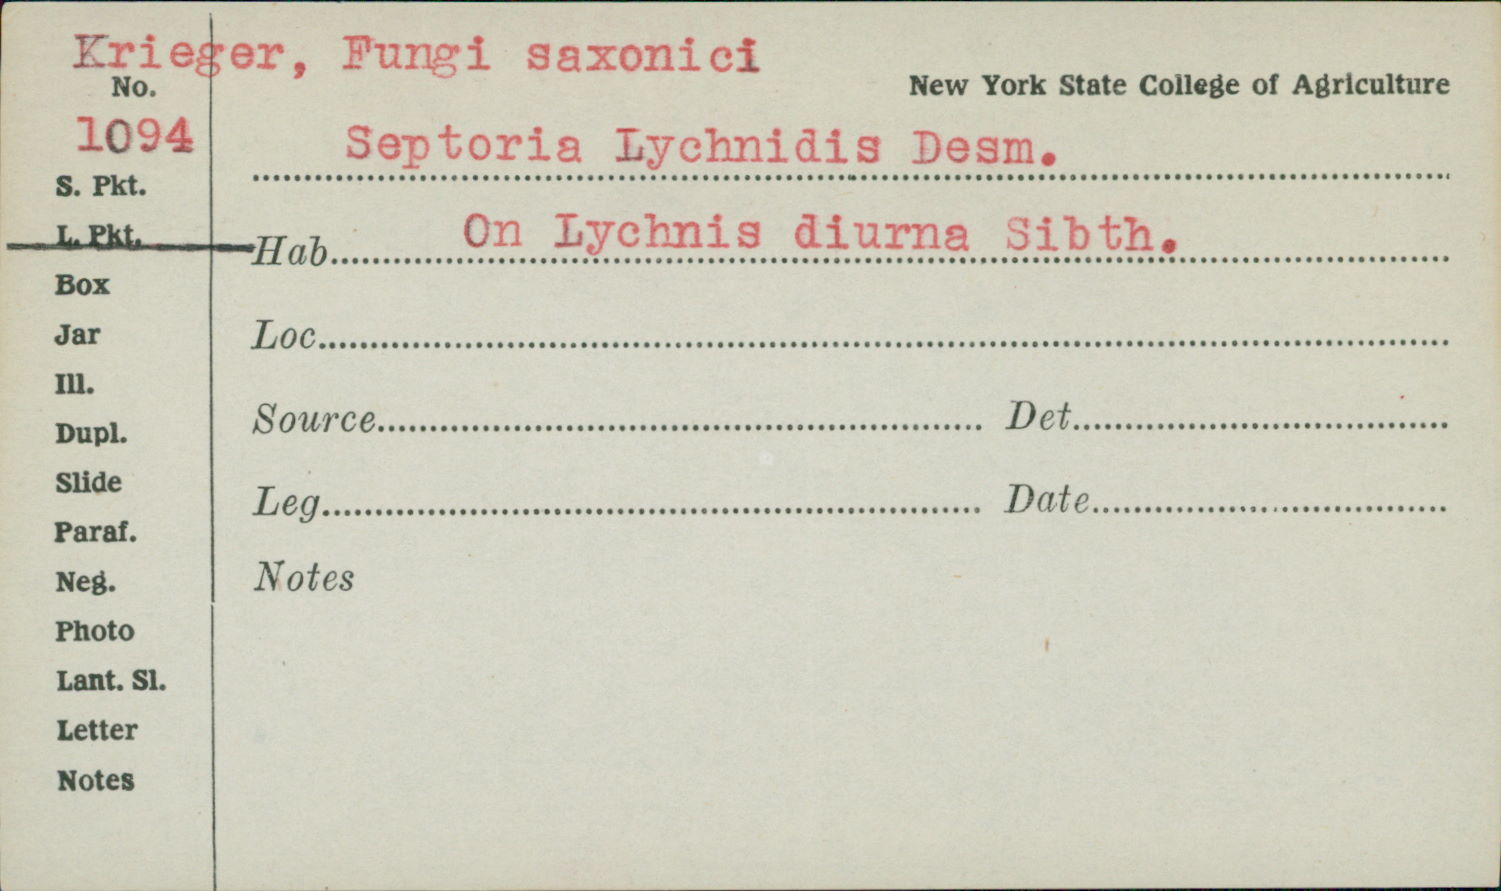 Krieger, Fungi saxonici
No.
New York State College of Agriculture
1094
Septoria Lychnidis Desm.
S. Pkt.
L. Pkt.
Hab. On Lychnis diurna Sibth.
Box
Jar
Loc.
Ill.
Source Det.
Dupl.
Slide
Leg. Date
Paraf.
Notes
Neg.
Photo
Lant. Sl.
Letter
Notes